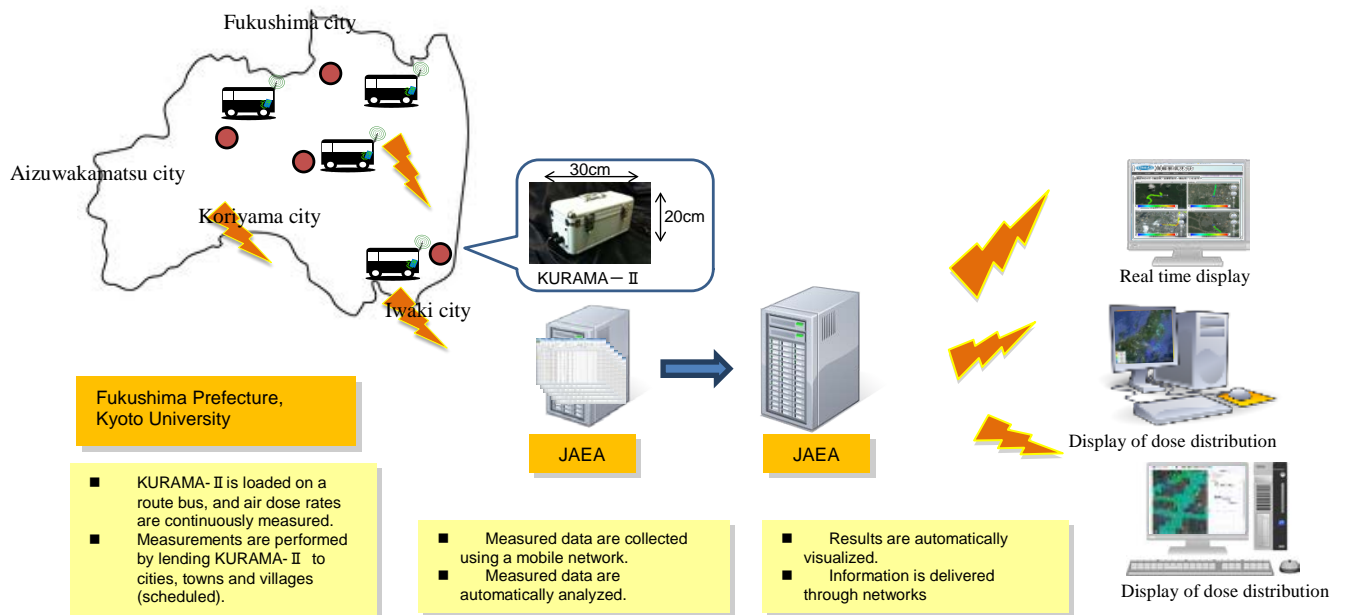 Fukushima city
Aizuwakamatsu city
Koriyama city
Iwaki city
30cm
20cm
KURAMA－Ⅱ
Real time display
Display of dose distribution
Display of dose distribution
Fukushima Prefecture,
Kyoto University
JAEA
JAEA
■ KURAMA-Ⅱ is loaded on a
route bus, and air dose rates
are continuously measured.
■ Measurements are performed
by lending KURAMA-Ⅱ to
cities, towns and villages
(scheduled).
■ Measured data are collected
using a mobile network.
■ Measured data are
automatically analyzed.
■ Results are automatically
visualized.
■ Information is delivered
through networks